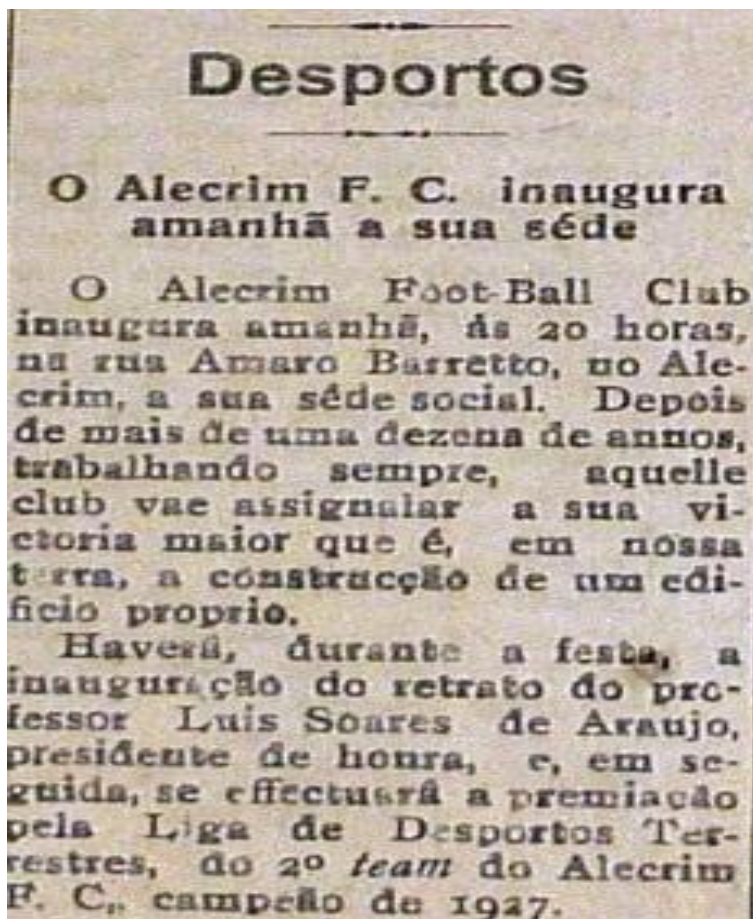 Desportos
O Alecrim F. C. inaugura
amanhã a sua séde
O Alecrim Foot-Ball Club
inaugura amanhã, ás 20 horas,
na rua Amaro Barretto, no Ale-
crim, a sua séde social. Depois
de mais de uma dezena de annos,
trabalhando sempre, aquelle
club vae assignalar a sua vi-
ctoria maior que é, em nossa
terra, a construcção de um edi-
ficio proprio.
Haverá, durante a festa, a
inauguração do retrato do pro-
fessor Luis Soares de Araujo,
presidente de honra, e, em se-
guida, se effectuará a premiação
pela Liga de Desportos Ter-
restres, do 2º team do Alecrim
F. C., campeão de 1927.